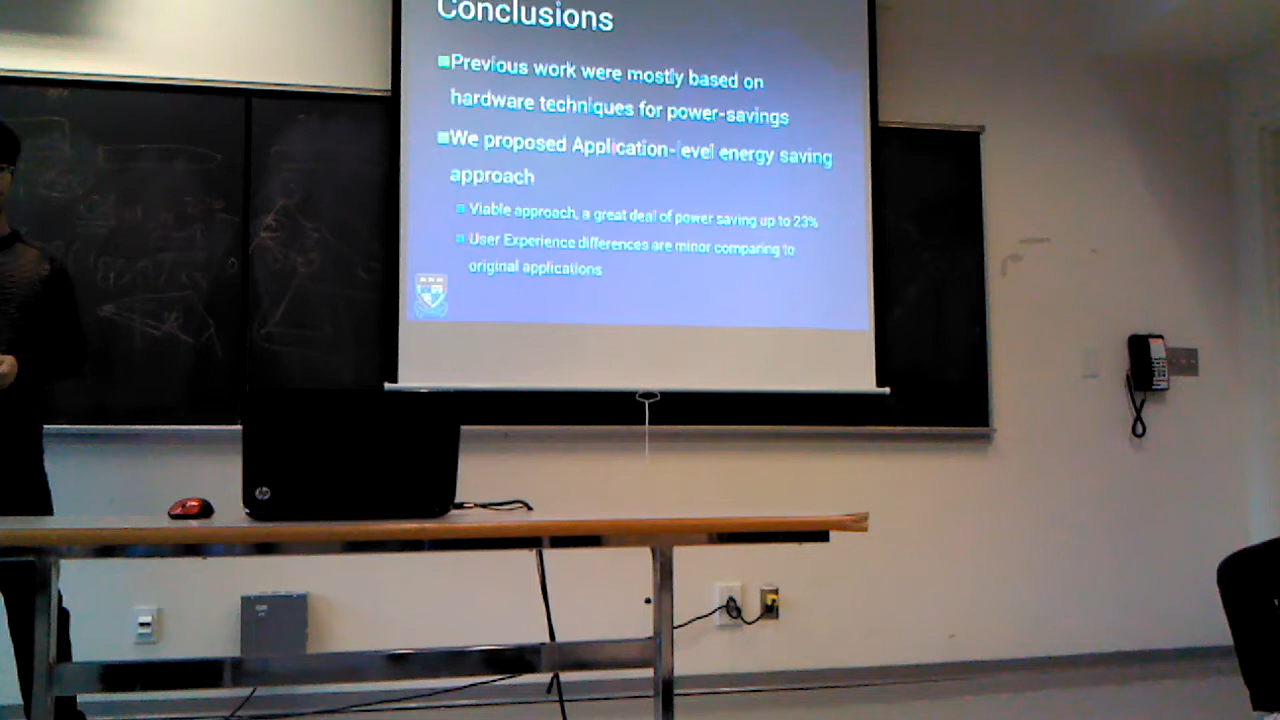 Conclusions
Previous work were mostly based on
hardware techniques for power-savings
We proposed Application-level energy saving
approach
Viable approach, a great deal of power saving up to 23%
User Experience differences are minor comparing to
original applications
hp